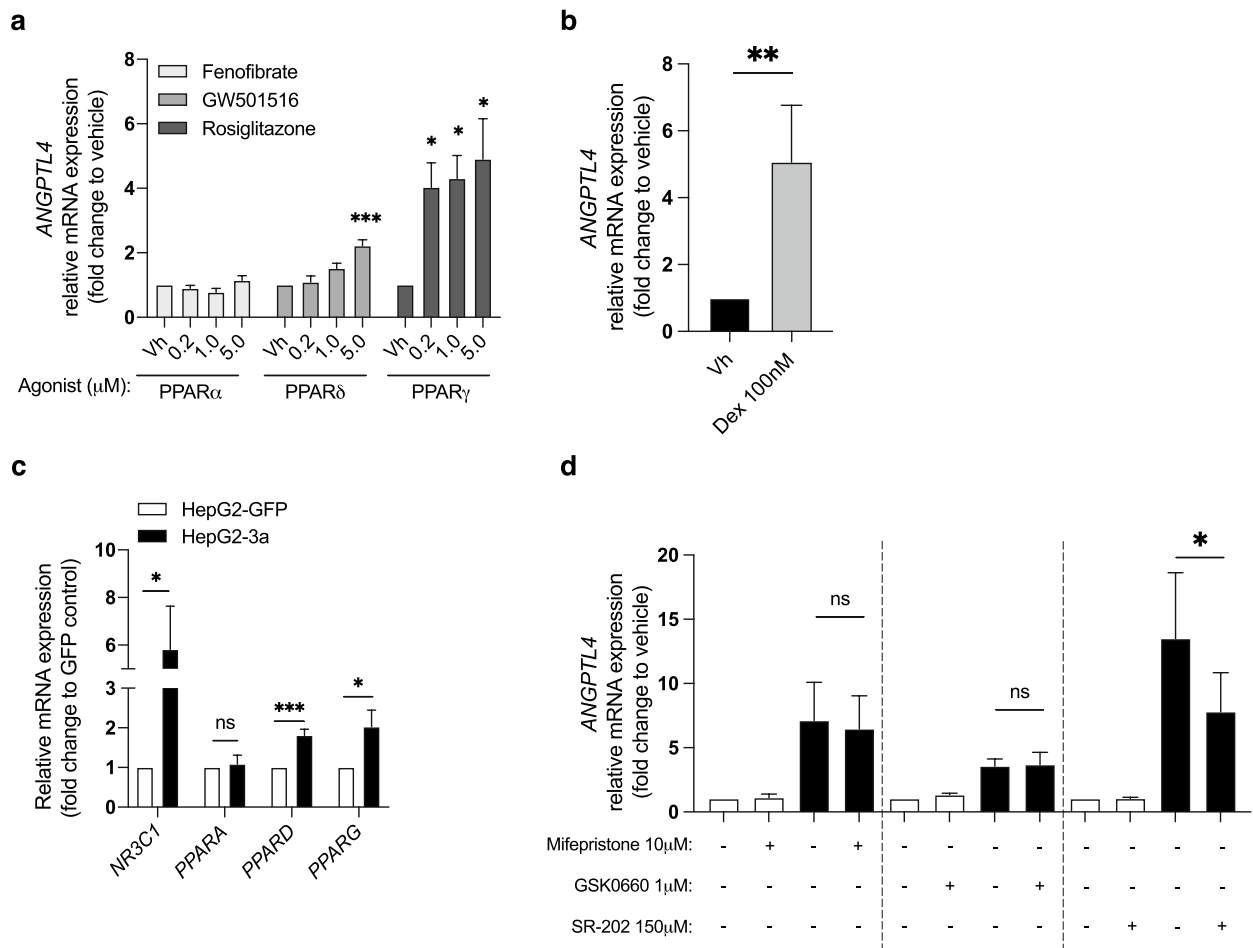 a
ANGPTL4
relative mRNA expression
(fold change to vehicle)
8
6
4
2
0
Fenofibrate
GW501516
Rosiglitazone
***
*
*
*
Vh 0.2 1.0 5.0 Vh 0.2 1.0 5.0 Vh 0.2 1.0 5.0
Agonist (μM): PPARα PPARδ PPARγ
b
ANGPTL4
relative mRNA expression
(fold change to vehicle)
8
6
4
2
0
**
Vh
Dex 100nM
c
HepG2-GFP
HepG2-3a
Relative mRNA expression
(fold change to GFP control)
10
8
6
3
2
1
0
*
ns
***
*
NR3C1 PPARA PPARD PPARG
d
ANGPTL4
relative mRNA expression
(fold change to vehicle)
20
15
10
5
0
ns
ns
*
Mifepristone 10μM: - + - + - - - - - - - -
GSK0660 1μM: - - - - - + - + - - - -
SR-202 150μM: - - - - - - - - - + - +